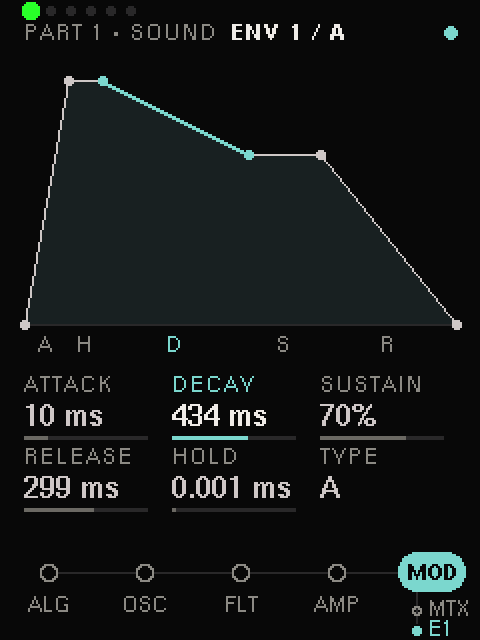 PART 1 · SOUND ENV 1 / A
A H D S R
ATTACK DECAY SUSTAIN
10 ms 434 ms 70%
RELEASE HOLD TYPE
299 ms 0.001 ms A
MOD
ALG OSC FLT AMP
MTX
E1